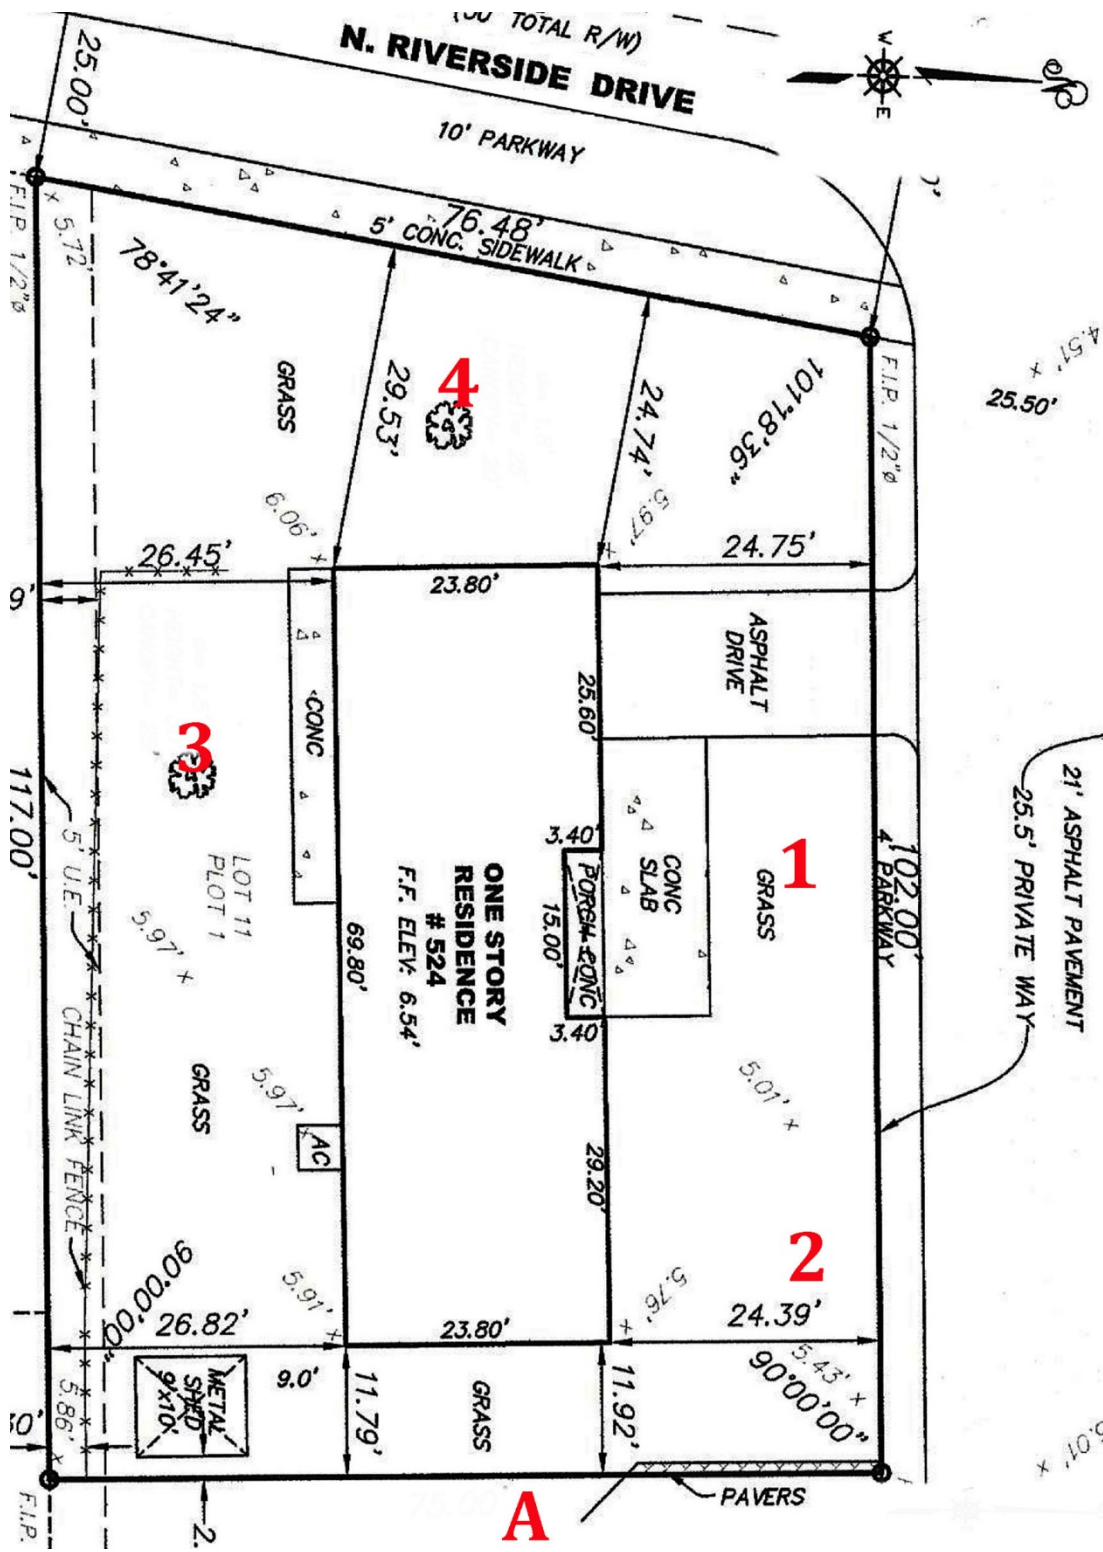 TOTAL R/W)
N. RIVERSIDE DRIVE
10' PARKWAY
W
E
25.00'
76.48'
5' CONC. SIDEWALK
F.I.P. 1/2"ø
5.72'
78°41'24"
GRASS
29.53'
4
24.74'
101°18'36"
F.I.P. 1/2"ø
4.51'
25.50'
6.06'
5.97'
26.45'
23.80'
24.75'
9'
ASPHALT
DRIVE
25.60'
CONC
3
117.00'
5' U.E.
LOT 11
PLOT 1
5.97'
CHAIN LINK FENCE
69.80'
ONE STORY
RESIDENCE
# 524
F.F. ELEV: 6.54'
3.40'
PORCH-CONC
15.00'
3.40'
CONC
SLAB
GRASS
1
102.00'
4' PARKWAY
21' ASPHALT PAVEMENT
25.5' PRIVATE WAY
GRASS
5.97'
AC
5.01'
29.20'
2
90°00'00"
5.91'
5.76'
26.82'
23.80'
24.39'
METAL
SHED
9'X10'
9.0'
11.79'
GRASS
11.92'
5.43'
90°00'00"
5.86'
5.01'
PAVERS
A
75.00
F.I.P.
2.